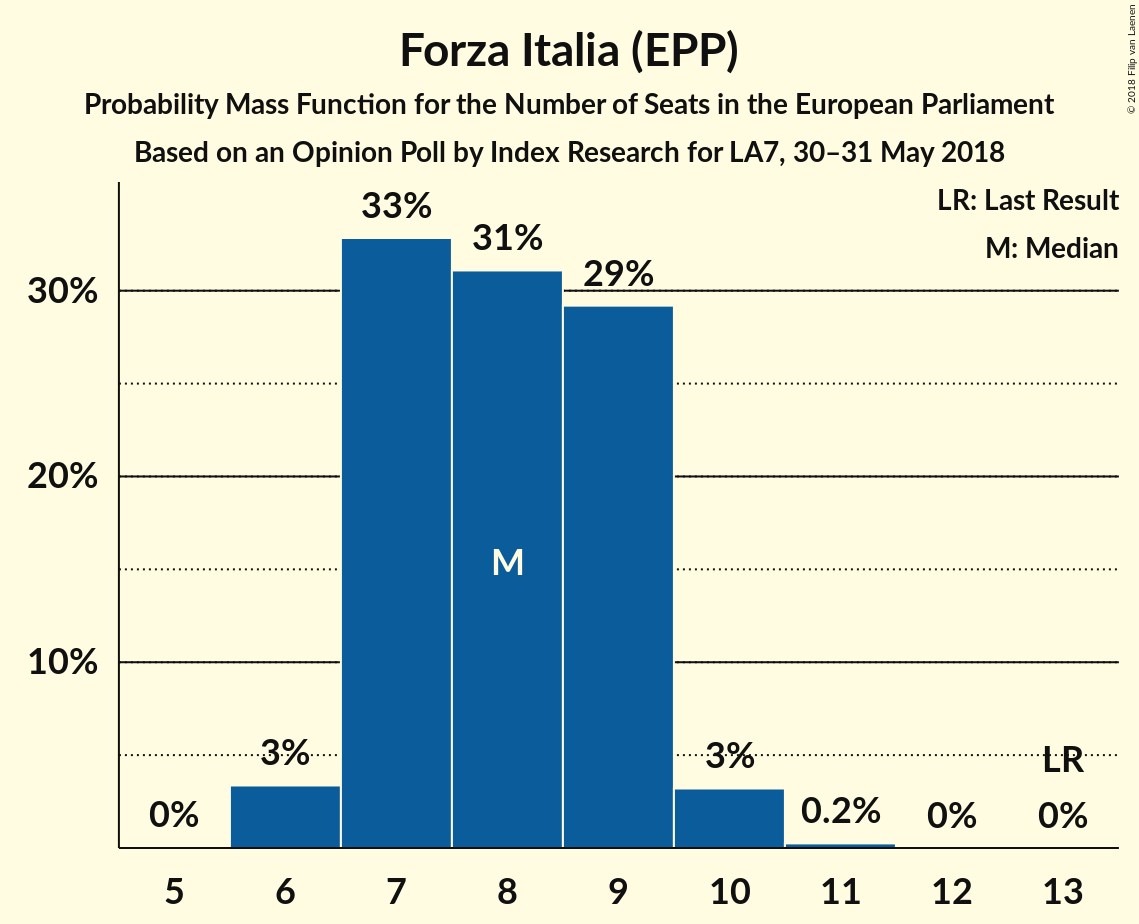 Forza Italia (EPP)
Probability Mass Function for the Number of Seats in the European Parliament
Based on an Opinion Poll by Index Research for LA7, 30–31 May 2018
© 2018 Filip van Laenen
LR: Last Result
M: Median
33%
31%
29%
30%
20%
10%
M
0%
3%
3%
0.2%
0%
LR
0%
5 6 7 8 9 10 11 12 13